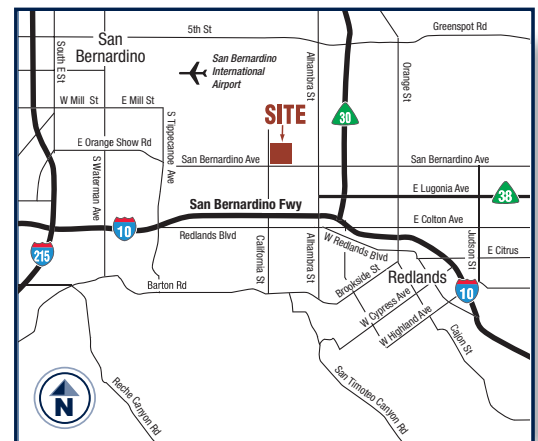 5th St
Greenspot Rd
San
Bernardino
South E St
San Bernardino
International
Airport
Alhambra St
Orange St
W Mill St
E Mill St
S Tippecanoe Ave
SITE
30
E Orange Show Rd
S Waterman Ave
San Bernardino Ave
San Bernardino Ave
E Lugonia Ave
38
San Bernardino Fwy
10
E Colton Ave
Redlands Blvd
California St
Alhambra St
W Redlands Blvd
Judson St
E Citrus
215
Brookside St
Redlands
Barton Rd
10
W Cypress Ave
W Highland Ave
Cajon St
N
Reche Canyon Rd
San Timoteo Canyon Rd